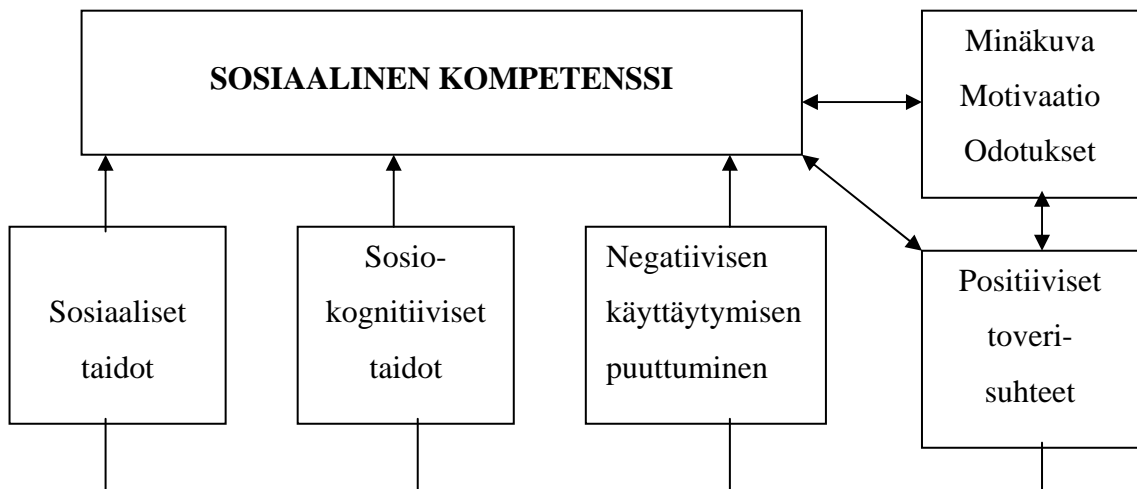 SOSIAALINEN KOMPETENSSI
Minäkuva
Motivaatio
Odotukset
Sosiaaliset
taidot
Sosio-
kognitiiviset
taidot
Negatiivisen
käyttäytymisen
puuttuminen
Positiiviset
toveri-
suhteet